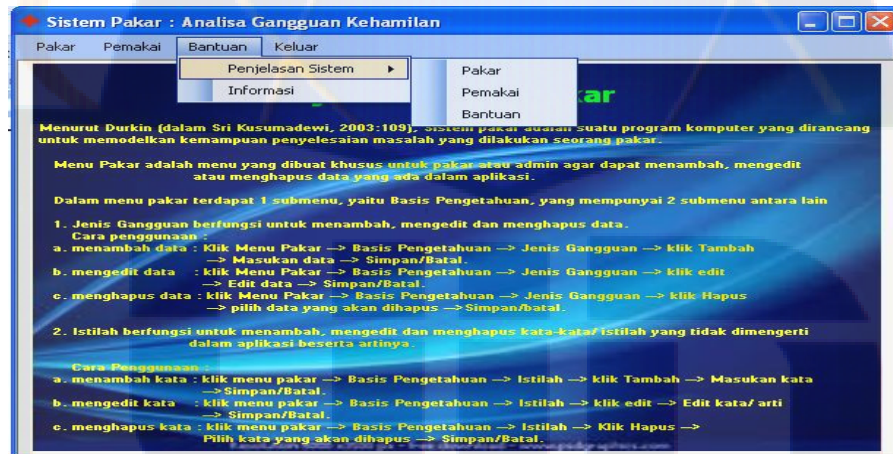 Sistem Pakar : Analisa Gangguan Kehamilan
Pakar Pemakai Bantuan Keluar
Penjelasan Sistem
Informasi
Pakar
Pemakai
Bantuan
Menurut Durkin (dalam Sri Kusumadewi, 2003:109), Sistem pakar adalah suatu program komputer yang dirancang
untuk memodelkan kemampuan penyelesaian masalah yang dilakukan seorang pakar.
Menu Pakar adalah menu yang dibuat khusus untuk pakar atau admin agar dapat menambah, mengedit
atau menghapus data yang ada dalam aplikasi.
Dalam menu pakar terdapat 1 submenu, yaitu Basis Pengetahuan, yang mempunyai 2 submenu antara lain
1. Jenis Gangguan berfungsi untuk menambah, mengedit dan menghapus data.
Cara penggunaan :
a. menambah data : Klik Menu Pakar —> Basis Pengetahuan —> Jenis Gangguan —> klik Tambah
—> Masukan data —> Simpan/Batal.
b. mengedit data : klik Menu Pakar —> Basis Pengetahuan —> Jenis Gangguan —> klik edit
—> Edit data —> Simpan/Batal.
c. menghapus data : klik Menu Pakar —> Basis Pengetahuan —> Jenis Gangguan —> klik Hapus
—> pilih data yang akan dihapus —> Simpan/batal.
2. Istilah berfungsi untuk menambah, mengedit dan menghapus kata-kata/istilah yang tidak dimengerti
dalam aplikasi beserta artinya.
Cara Penggunaan :
a. menambah kata : klik menu pakar —> Basis Pengetahuan —> Istilah —> klik Tambah —> Masukan kata
—>Simpan/Batal.
b. mengedit kata : klik menu pakar —> Basis Pengetahuan —> Istilah —> klik edit —> Edit kata/ arti
—> Simpan/Batal.
c. menghapus kata : klik menu pakar —> Basis Pengetahuan —> Istilah —> Klik Hapus —>
Pilih kata yang akan dihapus —> Simpan/Batal.